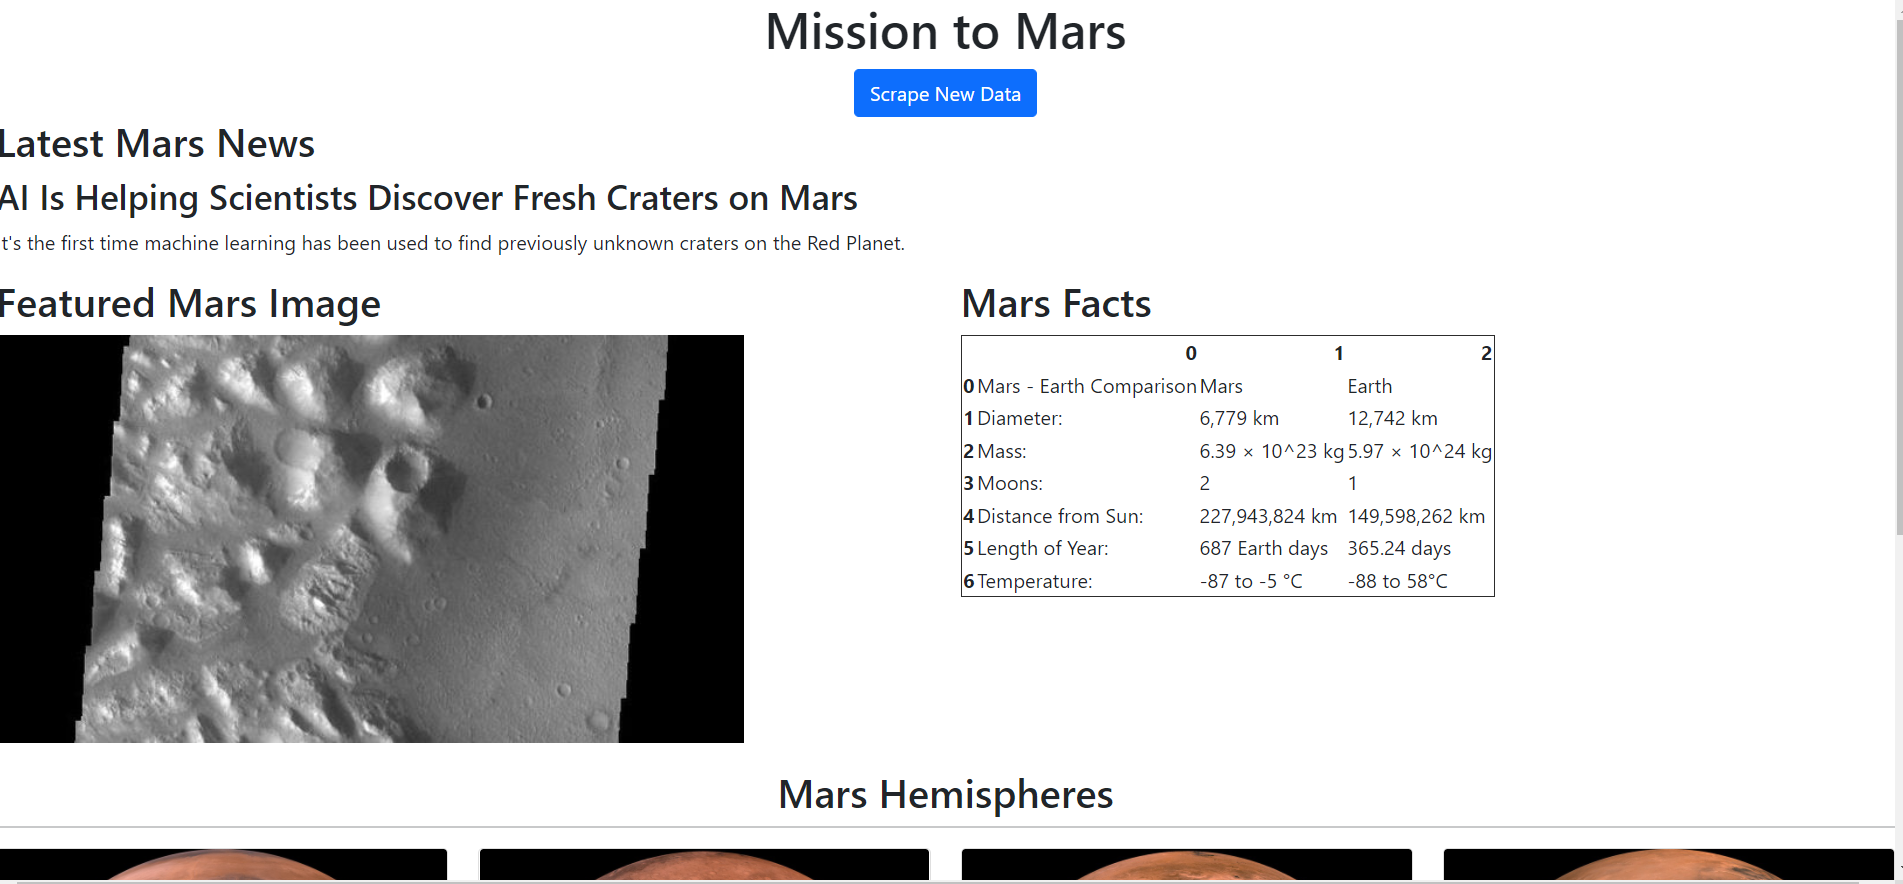 Mission to Mars
Scrape New Data
Latest Mars News
AI Is Helping Scientists Discover Fresh Craters on Mars
t's the first time machine learning has been used to find previously unknown craters on the Red Planet.
Featured Mars Image
Mars Facts
0 1 2
0 Mars - Earth Comparison Mars Earth
1 Diameter: 6,779 km 12,742 km
2 Mass: 6.39 × 10^23 kg 5.97 × 10^24 kg
3 Moons: 2 1
4 Distance from Sun: 227,943,824 km 149,598,262 km
5 Length of Year: 687 Earth days 365.24 days
6 Temperature: -87 to -5 °C -88 to 58°C
Mars Hemispheres